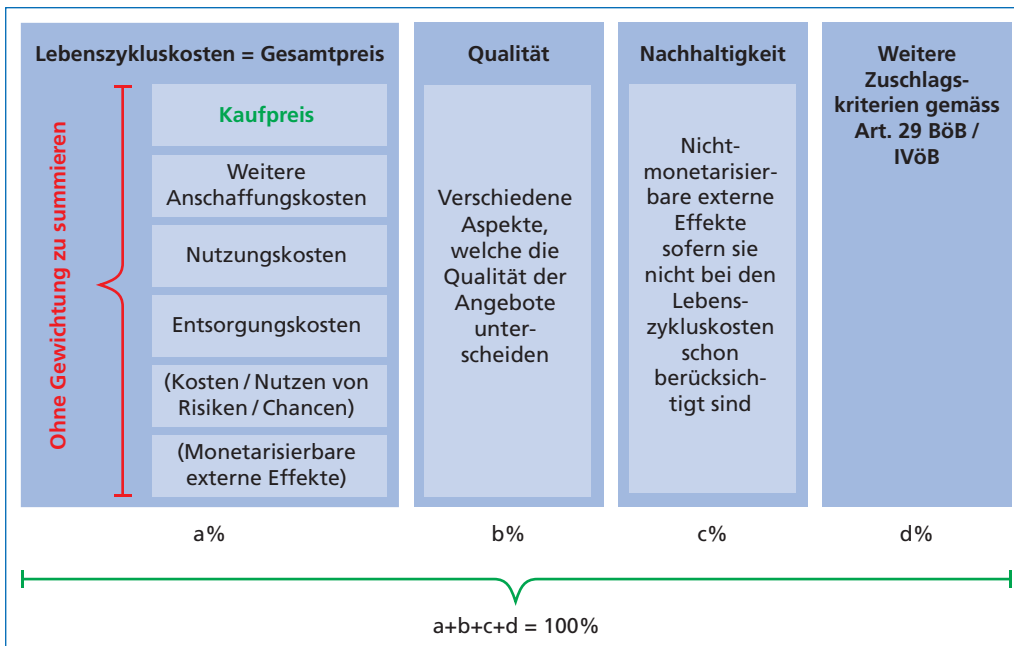 Lebenszykluskosten = Gesamtpreis
Ohne Gewichtung zu summieren
Kaufpreis
Weitere
Anschaffungskosten
Nutzungskosten
Entsorgungskosten
(Kosten / Nutzen von
Risiken / Chancen)
(Monetarisierbare
externe Effekte)
a%
Qualität
Verschiedene
Aspekte,
welche die
Qualität der
Angebote
unter-
scheiden
b%
Nachhaltigkeit
Nicht-
monetarisier-
bare externe
Effekte
sofern sie
nicht bei den
Lebens-
zykluskosten
schon
berücksich-
tigt sind
c%
Weitere
Zuschlags-
kriterien gemäss
Art. 29 BöB /
IVöB
d%
a+b+c+d = 100%